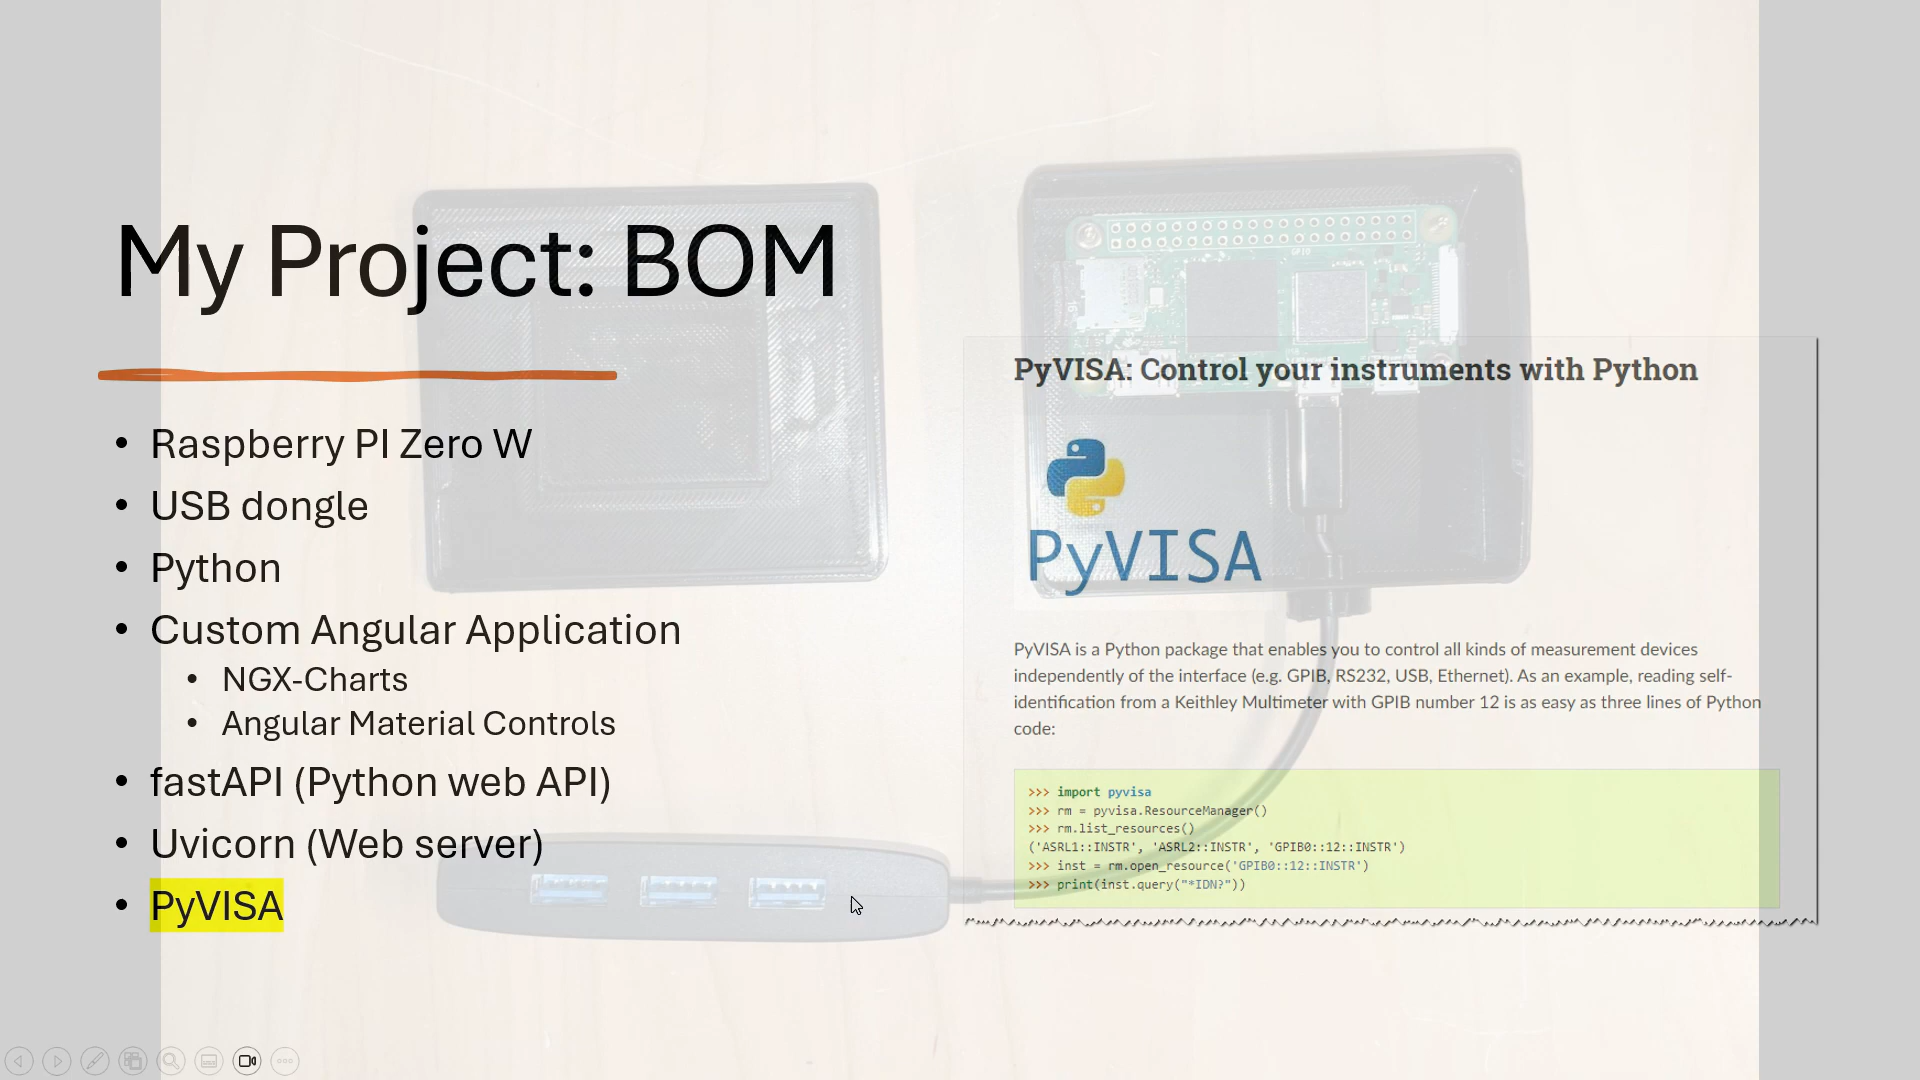 My Project: BOM
• Raspberry PI Zero W
• USB dongle
• Python
• Custom Angular Application
• NGX-Charts
• Angular Material Controls
• fastAPI (Python web API)
• Uvicorn (Web server)
• PyVISA
GPIO
PyVISA: Control your instruments with Python
PyVISA
PyVISA is a Python package that enables you to control all kinds of measurement devices
independently of the interface (e.g. GPIB, RS232, USB, Ethernet). As an example, reading self-
identification from a Keithley Multimeter with GPIB number 12 is as easy as three lines of Python
code:
>>> import pyvisa
>>> rm = pyvisa.ResourceManager()
>>> rm.list_resources()
('ASRL1::INSTR', 'ASRL2::INSTR', 'GPIB0::12::INSTR')
>>> inst = rm.open_resource('GPIB0::12::INSTR')
>>> print(inst.query("*IDN?"))